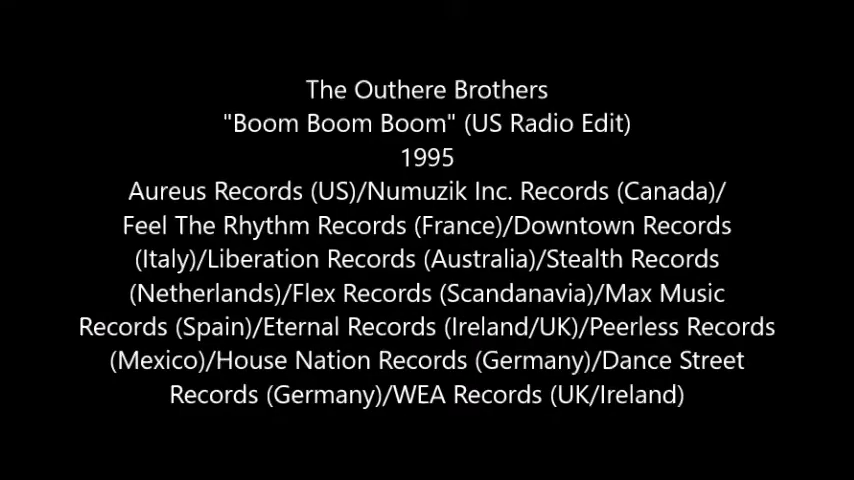 The Outhere Brothers
"Boom Boom Boom" (US Radio Edit)
1995
Aureus Records (US)/Numuzik Inc. Records (Canada)/
Feel The Rhythm Records (France)/Downtown Records
(Italy)/Liberation Records (Australia)/Stealth Records
(Netherlands)/Flex Records (Scandanavia)/Max Music
Records (Spain)/Eternal Records (Ireland/UK)/Peerless Records
(Mexico)/House Nation Records (Germany)/Dance Street
Records (Germany)/WEA Records (UK/Ireland)